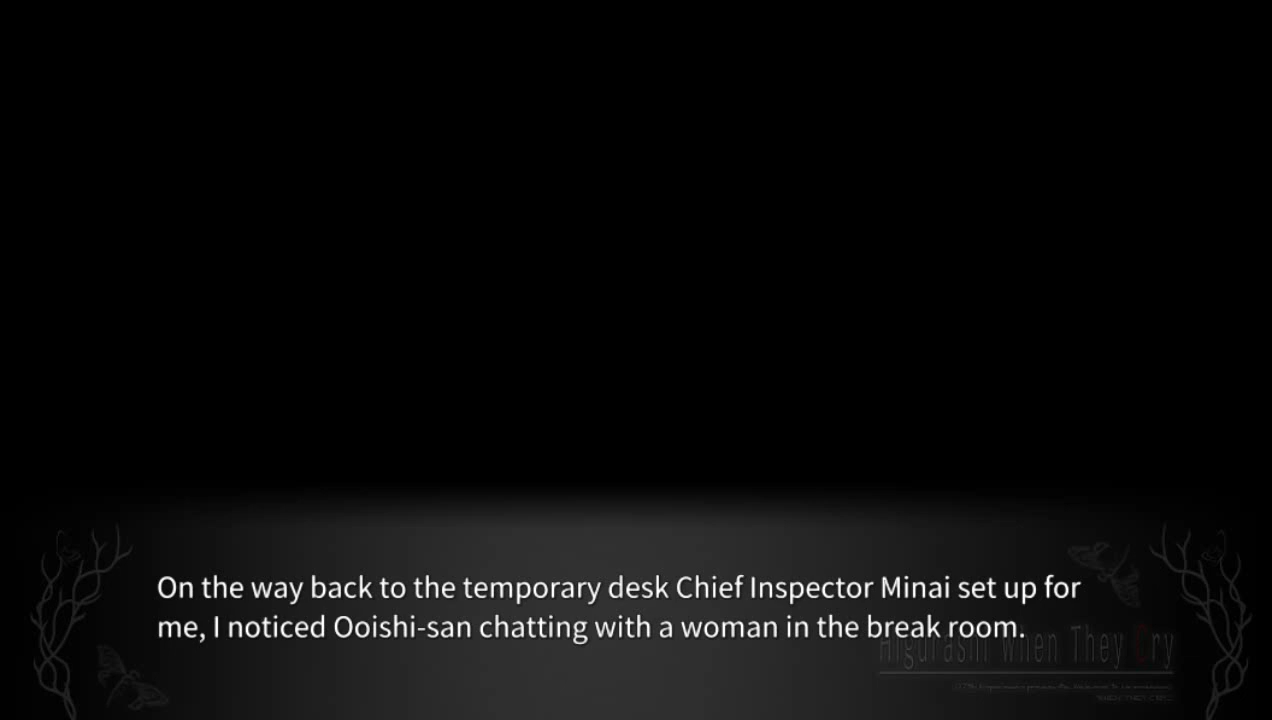 On the way back to the temporary desk Chief Inspector Minai set up for
me, I noticed Ooishi-san chatting with a woman in the break room.
Higurashi When They Cry